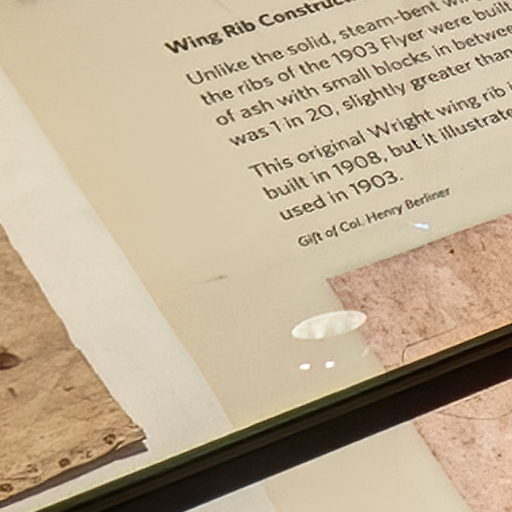 Wing Rib Construct
Unlike the solid, steam-bent
the ribs of the 1903 Flyer were built
of ash with small blocks in betwee
was 1 in 20, slightly greater than
This original Wright wing rib
built in 1908, but it illustrate
used in 1903.
Gift of Col. Henry Berliner